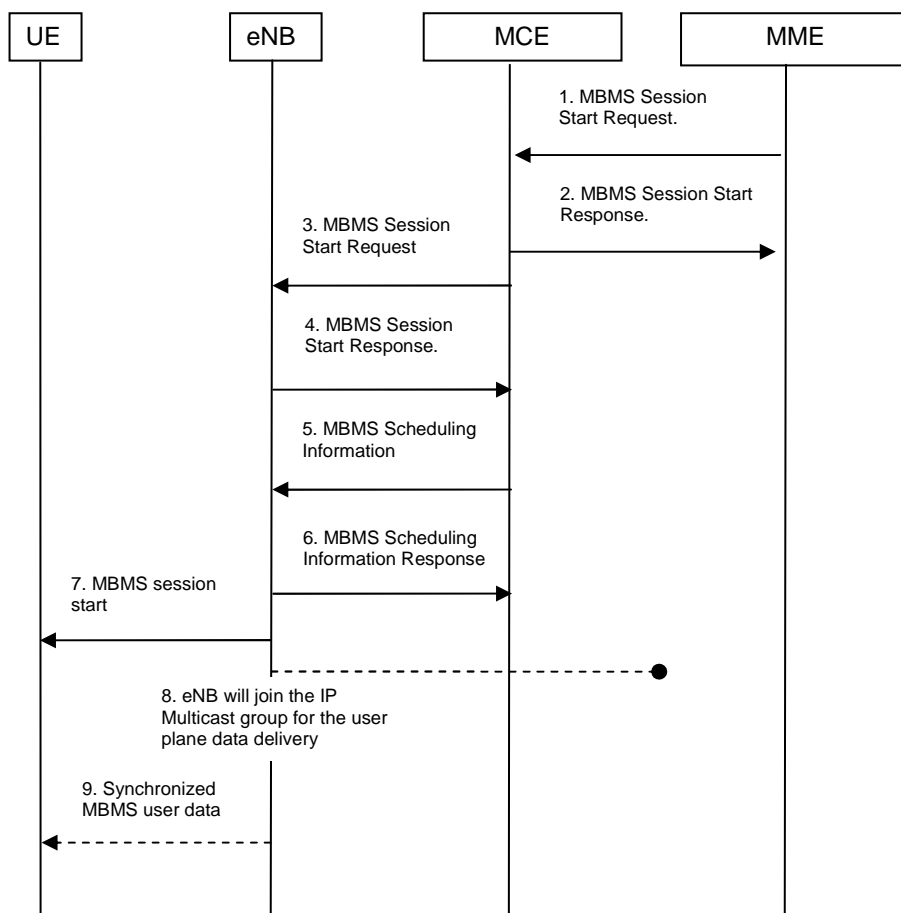 UE
eNB
MCE
MME
1. MBMS Session
Start Request.
2. MBMS Session Start
Response.
3. MBMS Session
Start Request
4. MBMS Session
Start Response.
5. MBMS Scheduling
Information
6. MBMS Scheduling
Information Response
7. MBMS session
start
8. eNB will join the IP
Multicast group for the user
plane data delivery
9. Synchronized
MBMS user data